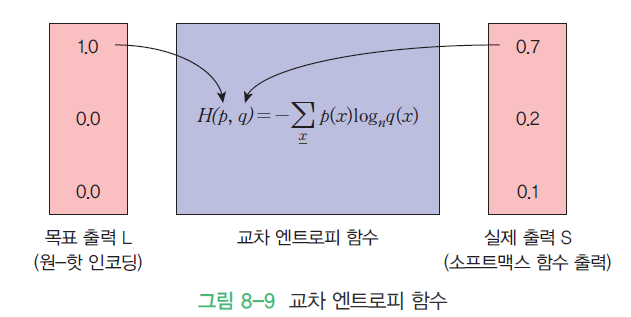 1.0
0.0
0.0
H(p, q)=-∑p(x)logₙq(x)
x
0.7
0.2
0.1
목표 출력 L
(원-핫 인코딩)
교차 엔트로피 함수
실제 출력 S
(소프트맥스 함수 출력)
그림 8-9 교차 엔트로피 함수